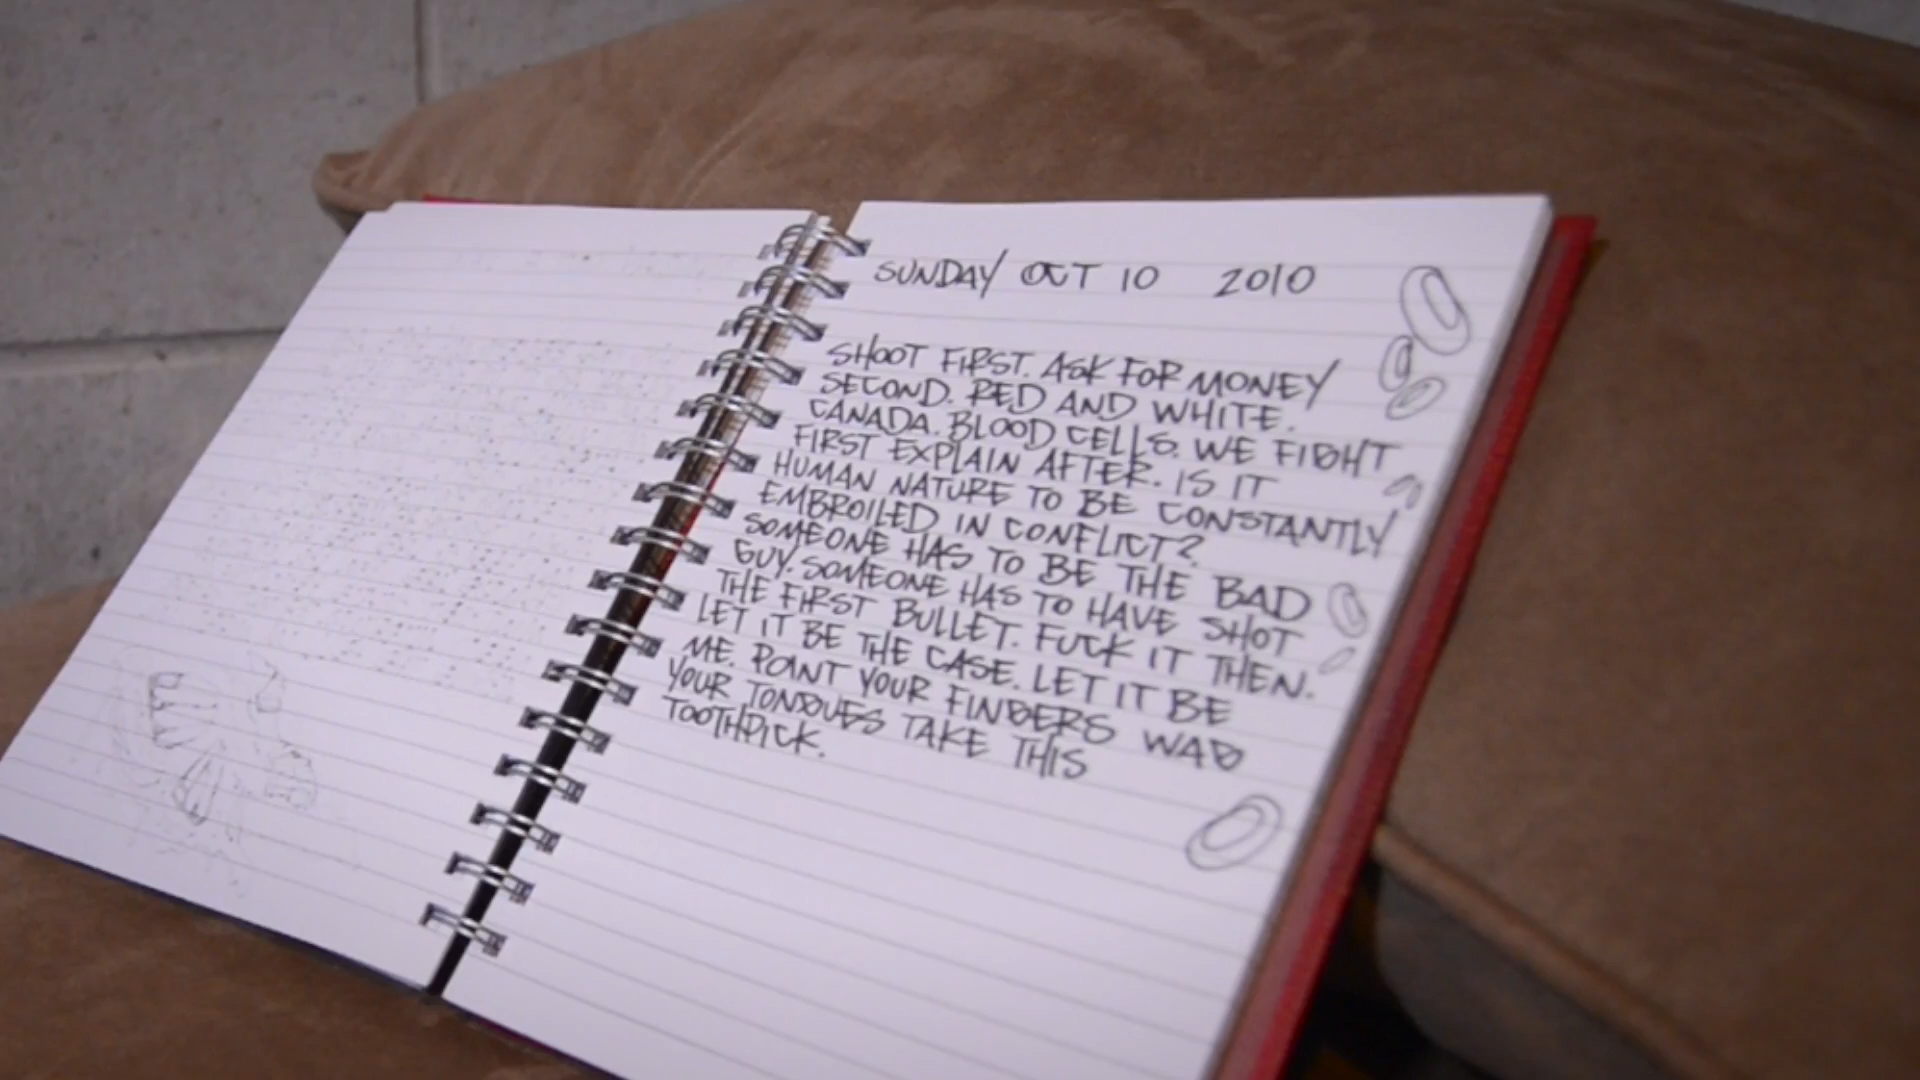 SUNDAY OCT 10 2010
SHOOT FIRST. ASK FOR MONEY
SECOND. RED AND WHITE.
CANADA. BLOOD CELLS. WE FIGHT
FIRST EXPLAIN AFTER. IS IT
HUMAN NATURE TO BE CONSTANTLY
EMBROILED IN CONFLICT?
SOMEONE HAS TO BE THE BAD
GUY. SOMEONE HAS TO HAVE SHOT
THE FIRST BULLET. FUCK IT THEN.
LET IT BE THE CASE. LET IT BE
ME. POINT YOUR FINGERS WAG
YOUR TONGUES TAKE THIS
TOOTHPICK.